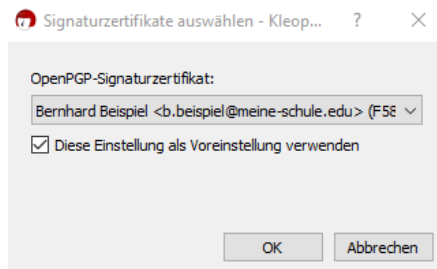 Signaturzertifikate auswählen - Kleop...
OpenPGP-Signaturzertifikat:
Bernhard Beispiel <b.beispiel@meine-schule.edu> (F58
Diese Einstellung als Voreinstellung verwenden
OK Abbrechen